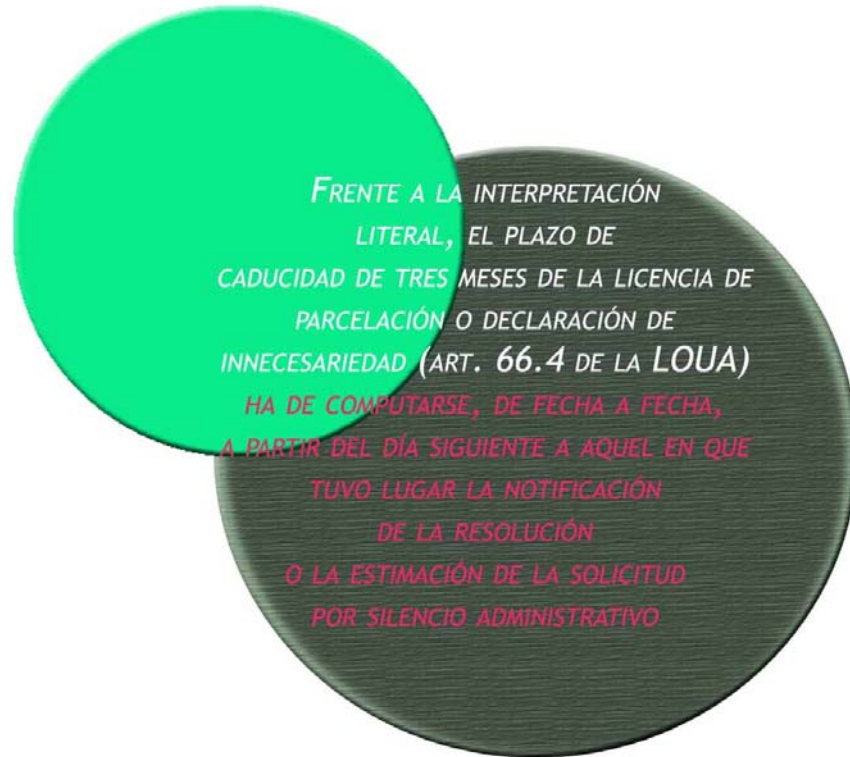 FRENTE A LA INTERPRETACIÓN
LITERAL, EL PLAZO DE
CADUCIDAD DE TRES MESES DE LA LICENCIA DE
PARCELACIÓN O DECLARACIÓN DE
INNECESARIEDAD (ART. 66.4 DE LA LOUA)
HA DE COMPUTARSE, DE FECHA A FECHA,
A PARTIR DEL DÍA SIGUIENTE A AQUEL EN QUE
TUVO LUGAR LA NOTIFICACIÓN
DE LA RESOLUCIÓN
O LA ESTIMACIÓN DE LA SOLICITUD
POR SILENCIO ADMINISTRATIVO